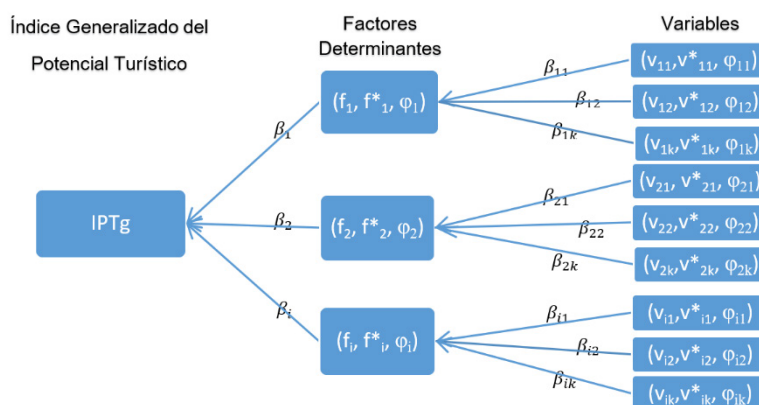 Índice Generalizado del
Potencial Turístico
Factores
Determinantes
Variables
IPTg
β₁
β₂
βᵢ
(f₁, f*₁, φ₁)
(f₂, f*₂, φ₂)
(fᵢ, f*ᵢ, φᵢ)
β₁₁
β₁₂
β₁ₖ
β₂₁
β₂₂
β₂ₖ
βᵢ₁
βᵢ₂
βᵢₖ
(v₁₁,v*₁₁, φ₁₁)
(v₁₂,v*₁₂, φ₁₂)
(v₁ₖ,v*₁ₖ, φ₁ₖ)
(v₂₁, v*₂₁, φ₂₁)
(v₂₂,v*₂₂, φ₂₂)
(v₂ₖ,v*₂ₖ, φ₂ₖ)
(vᵢ₁,v*ᵢ₁, φᵢ₁)
(vᵢ₂,v*ᵢ₂, φᵢ₂)
(vᵢₖ,v*ᵢₖ, φᵢₖ)